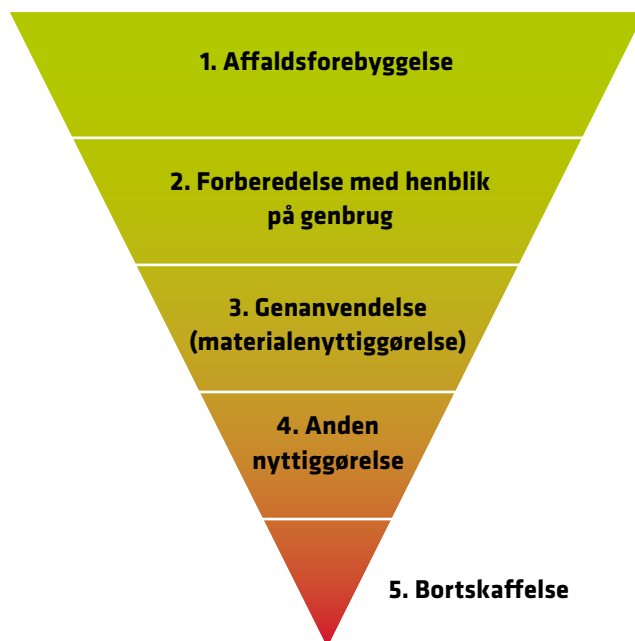 1. Affaldsforebyggelse
2. Forberedelse med henblik
på genbrug
3. Genanvendelse
(materialenyttiggørelse)
4. Anden
nyttiggørelse
5. Bortskaffelse